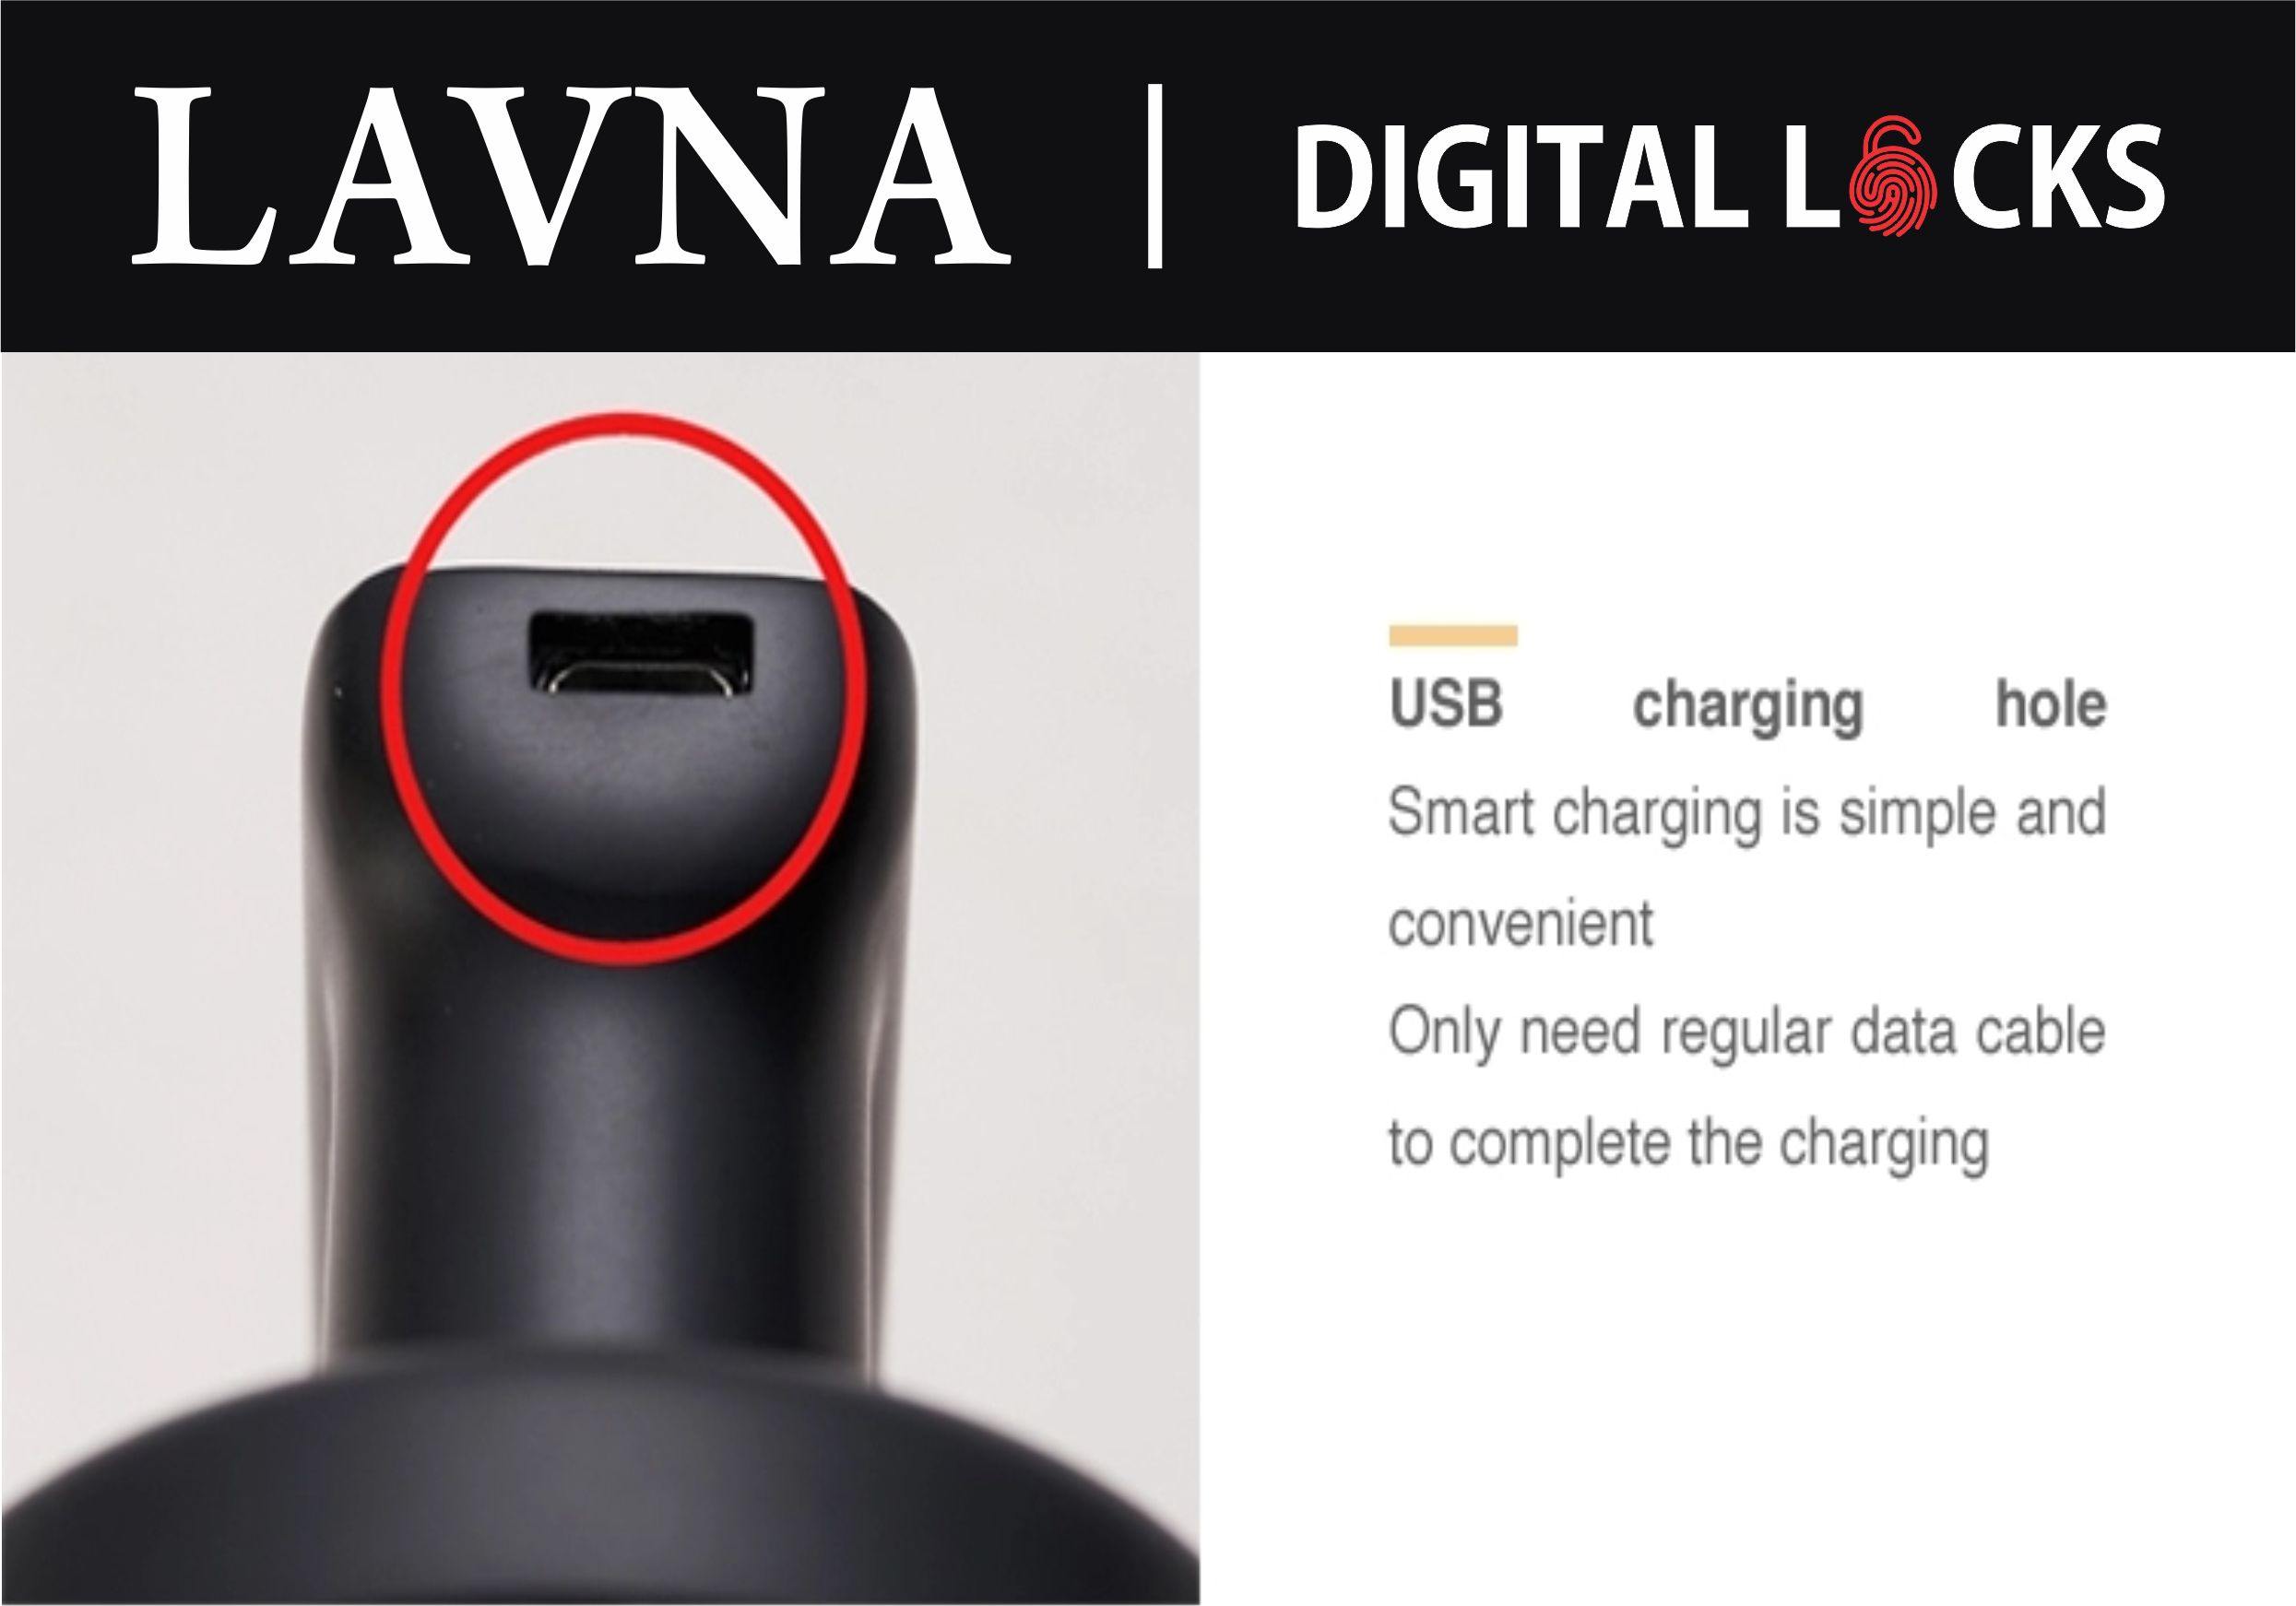 LAVNA | DIGITAL LOCKS
USB charging hole
Smart charging is simple and
convenient
Only need regular data cable
to complete the charging